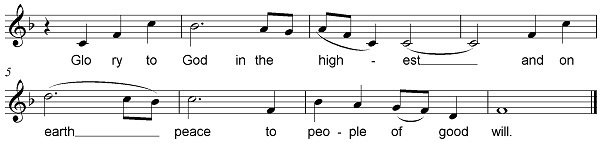 Glo ry to God in the high - est and on
5
earth peace to peo - ple of good will.